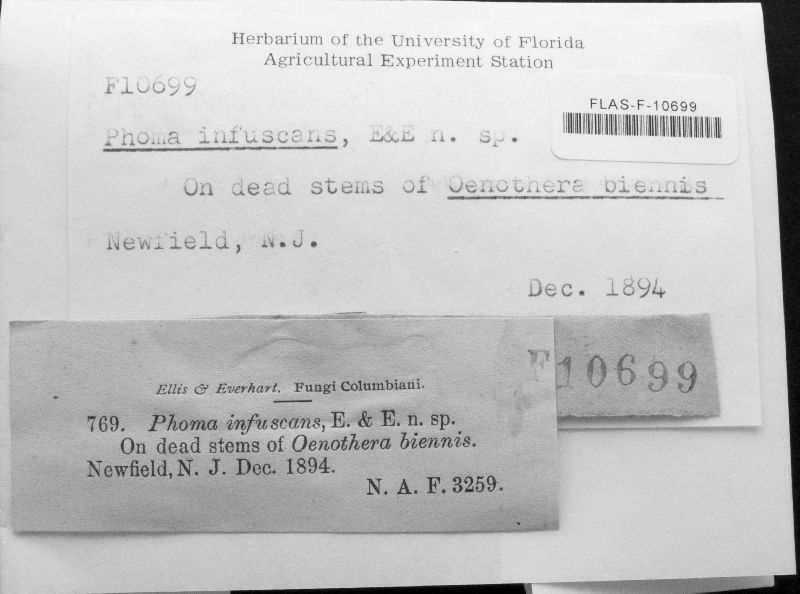 Herbarium of the University of Florida
Agricultural Experiment Station
F10699
FLAS-F-10699
Phoma infuscans, E&E n. sp.
On dead stems of Oenothera biennis
Newfield, N.J.
Dec. 1894
F10699
Ellis & Everhart. Fungi Columbiani.
769. Phoma infuscans, E. & E. n. sp.
On dead stems of Oenothera biennis.
Newfield, N. J. Dec. 1894.
N. A. F. 3259.